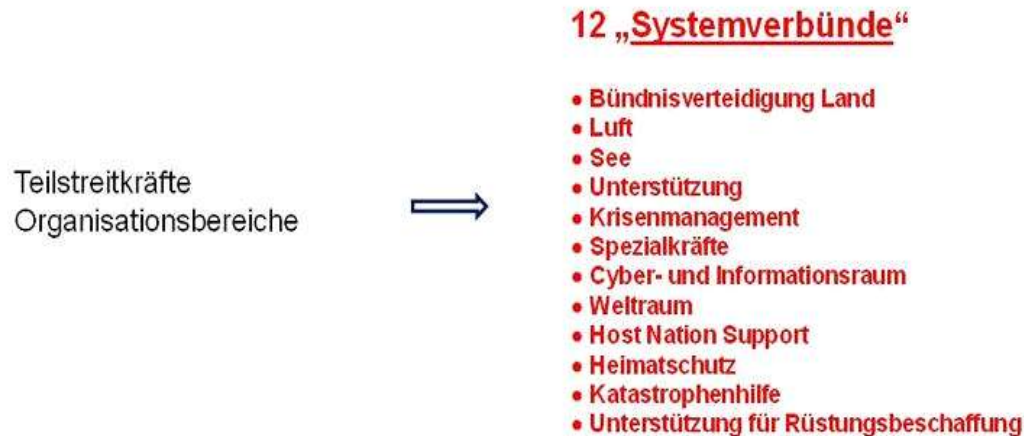 12 „Systemverbünde“
Teilstreitkräfte
Organisationsbereiche
• Bündnisverteidigung Land
• Luft
• See
• Unterstützung
• Krisenmanagement
• Spezialkräfte
• Cyber- und Informationsraum
• Weltraum
• Host Nation Support
• Heimatschutz
• Katastrophenhilfe
• Unterstützung für Rüstungsbeschaffung